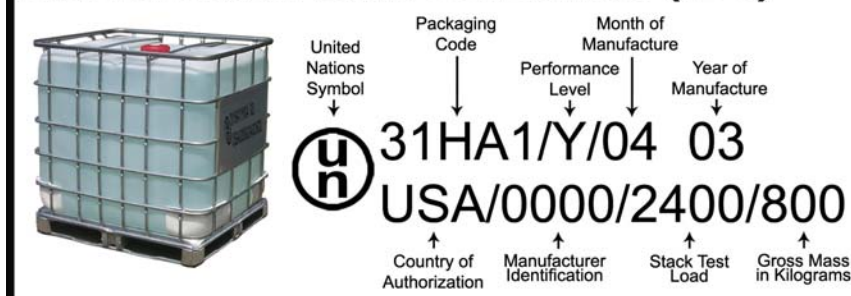 United
Nations
Symbol
Packaging
Code
Performance
Level
Month of
Manufacture
Year of
Manufacture
un
31HA1/Y/04 03
USA/0000/2400/800
Country of
Authorization
Manufacturer
Identification
Stack Test
Load
Gross Mass
in Kilograms